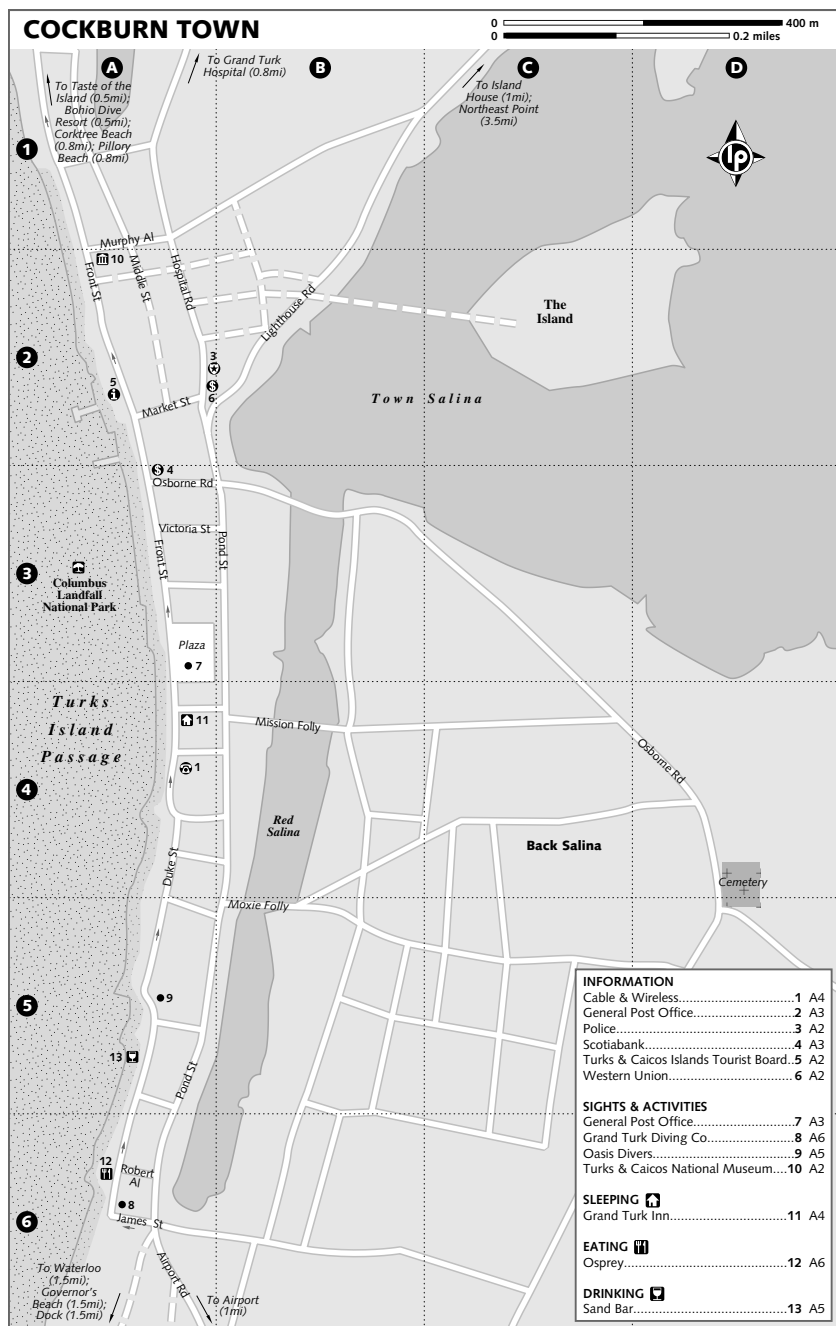 COCKBURN TOWN
0 400 m
0 0.2 miles
A
B
C
D
To Grand Turk
Hospital (0.8mi)
To Taste of the
Island (0.5mi);
Bohio Dive
Resort (0.5mi);
Corktree Beach
(0.8mi); Pillory
Beach (0.8mi)
To Island
House (1mi);
Northeast Point
(3.5mi)
1
lp
Murphy Al
10
Front St
Middle St
Hospital Rd
Lighthouse Rd
The
Island
2
3
5
6
Market St
Town Salina
4
Osborne Rd
Victoria St
Front St
Pond St
3
Columbus
Landfall
National Park
Plaza
7
Turks
Island
Passage
11
Mission Folly
Osborne Rd
1
4
Red
Salina
Back Salina
Duke St
Cemetery
Moxie Folly
5
9
13
Pond St
12
Robert
Al
8
6
James St
Airport Rd
To Waterloo
(1.5mi);
Governor's
Beach (1.5mi);
Dock (1.5mi)
To Airport
(1mi)
INFORMATION
Cable & Wireless..............................1 A4
General Post Office..........................2 A3
Police..............................................3 A2
Scotiabank......................................4 A3
Turks & Caicos Islands Tourist Board..5 A2
Western Union................................6 A2
SIGHTS & ACTIVITIES
General Post Office..........................7 A3
Grand Turk Diving Co......................8 A6
Oasis Divers.....................................9 A5
Turks & Caicos National Museum....10 A2
SLEEPING
Grand Turk Inn..............................11 A4
EATING
Osprey...........................................12 A6
DRINKING
Sand Bar........................................13 A5